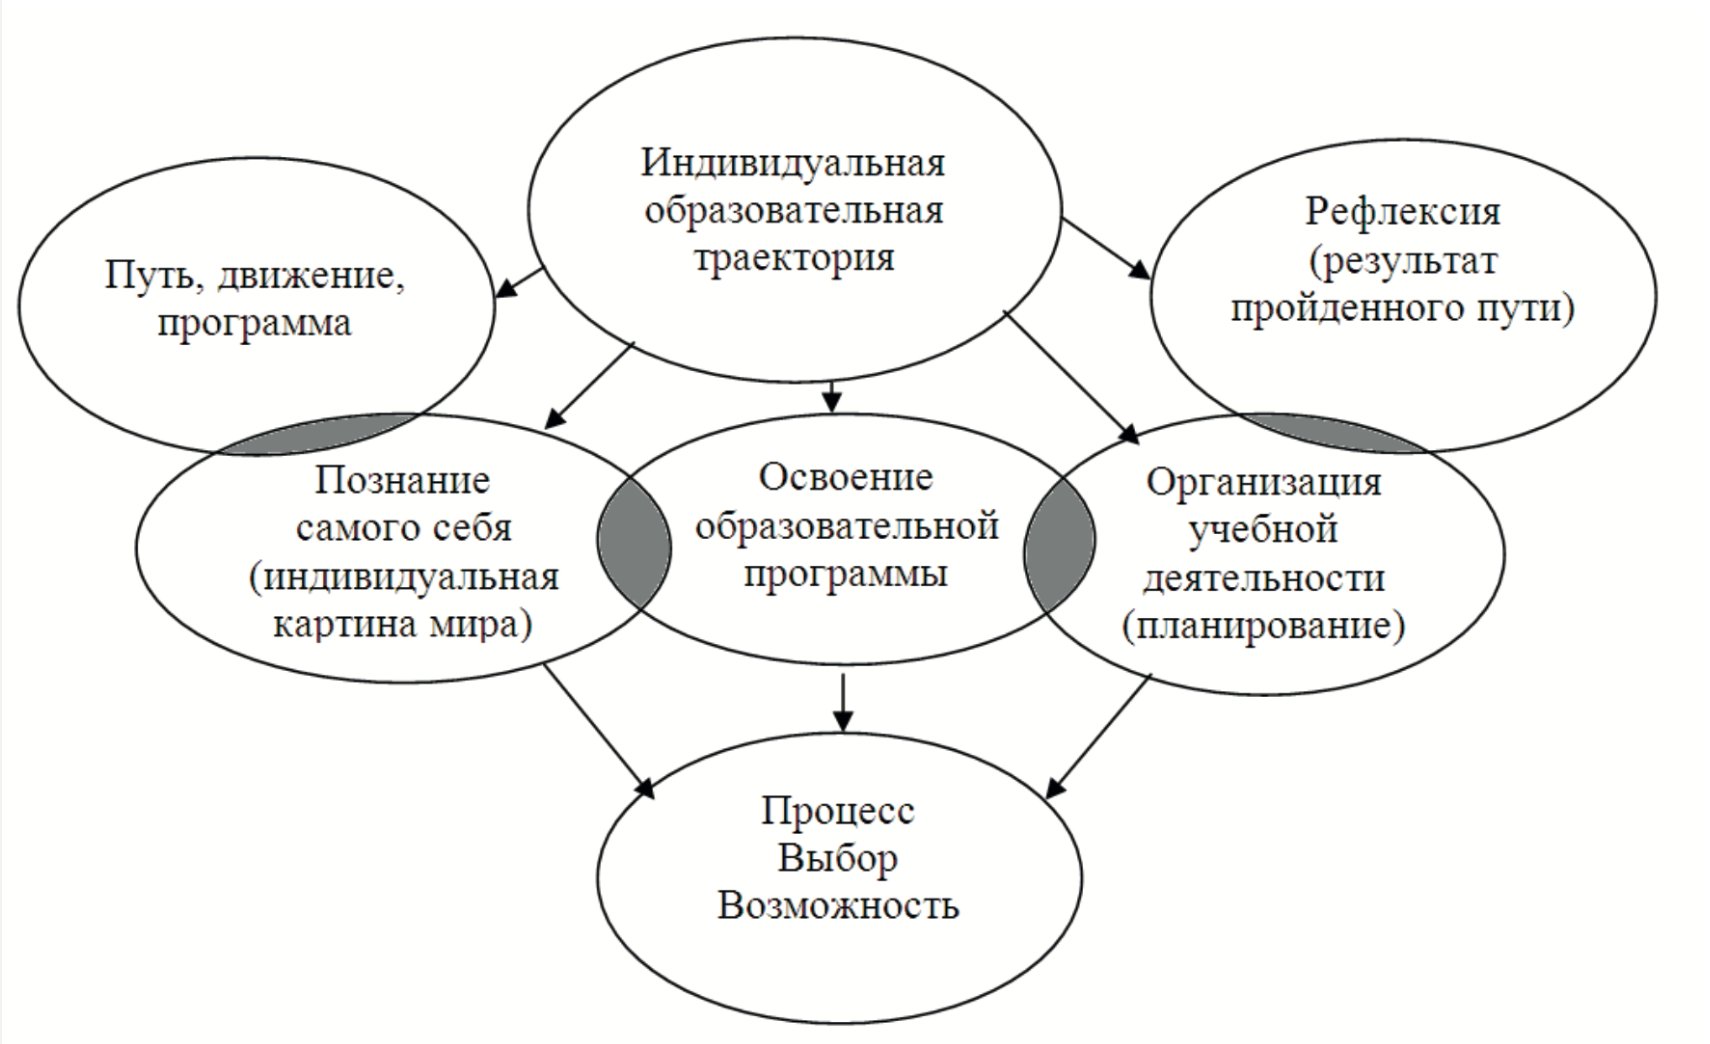 Индивидуальная
образовательная
траектория
Путь, движение,
программа
Рефлексия
(результат
пройденного пути)
Познание
самого себя
(индивидуальная
картина мира)
Освоение
образовательной
программы
Организация
учебной
деятельности
(планирование)
Процесс
Выбор
Возможность